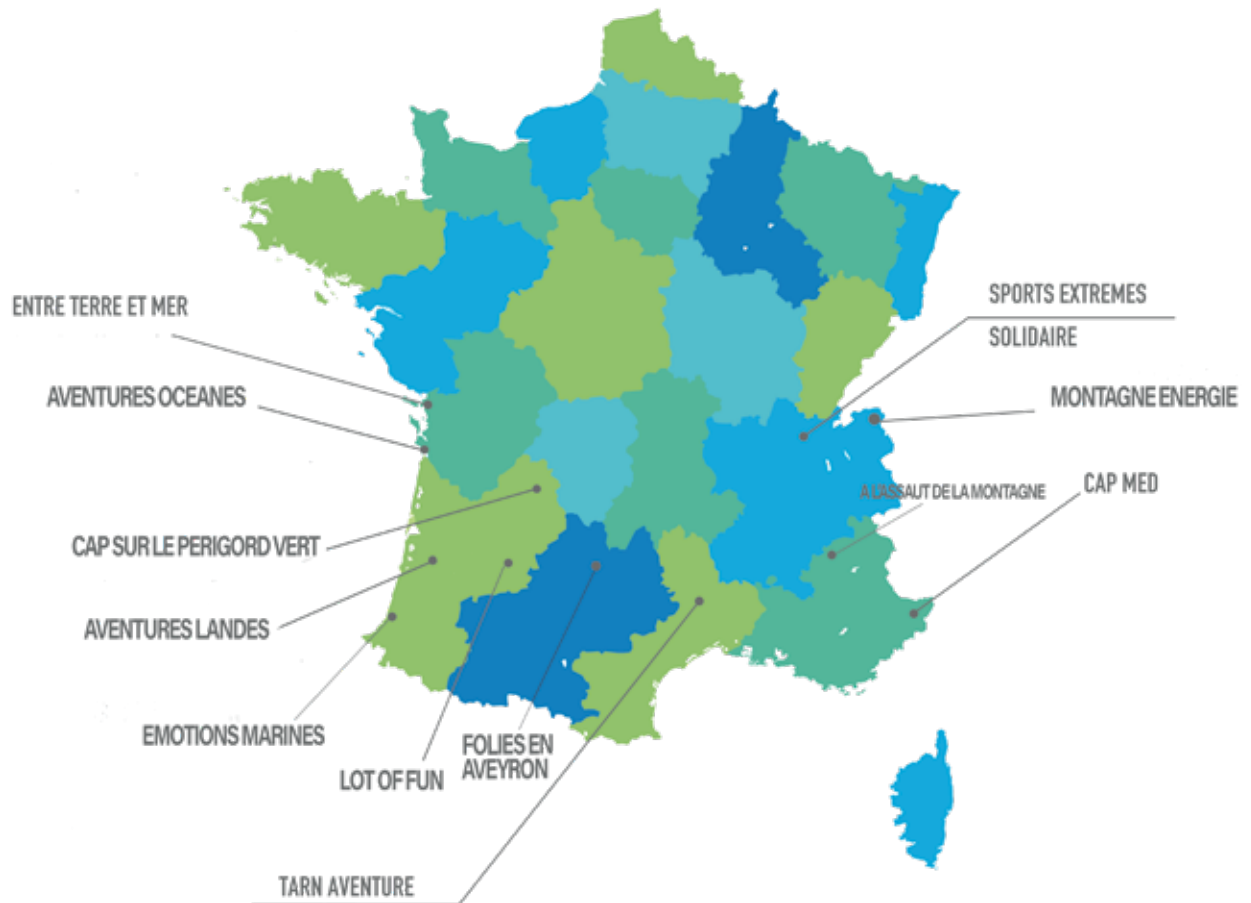 SPORTS EXTREMES
ENTRE TERRE ET MER
SOLIDAIRE
AVENTURES OCEANES
MONTAGNE ENERGIE
A L'ASSAUT DE LA MONTAGNE
CAP MED
CAP SUR LE PERIGORD VERT
AVENTURES LANDES
EMOTIONS MARINES
FOLIES EN
AVEYRON
LOT OF FUN
TARN AVENTURE